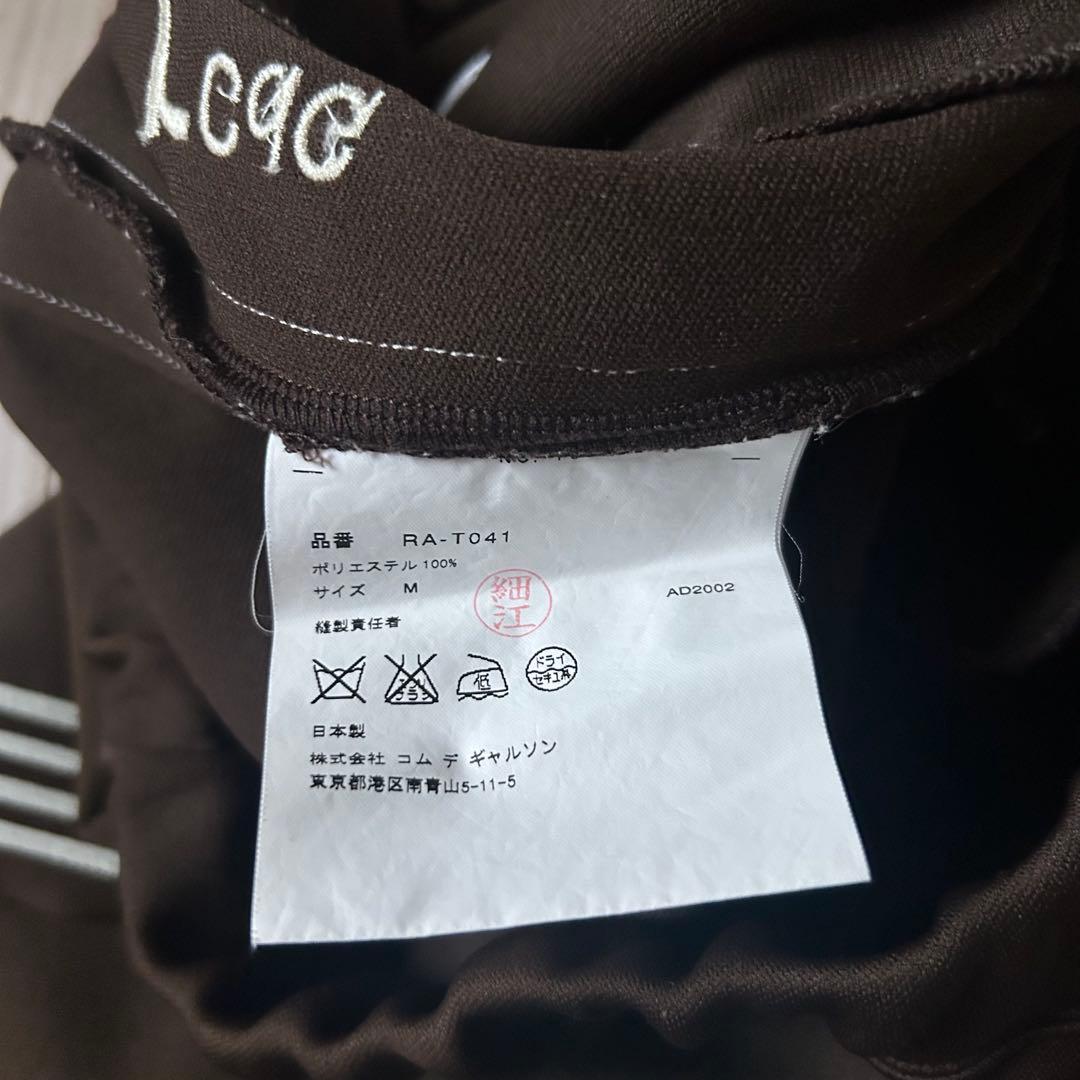 品番 RA-T041
ポリエステル 100%
サイズ M
AD2002
縫製責任者
細江
低
ドライ
セキユ系
日本製
株式会社 コム デ ギャルソン
東京都港区南青山5-11-5